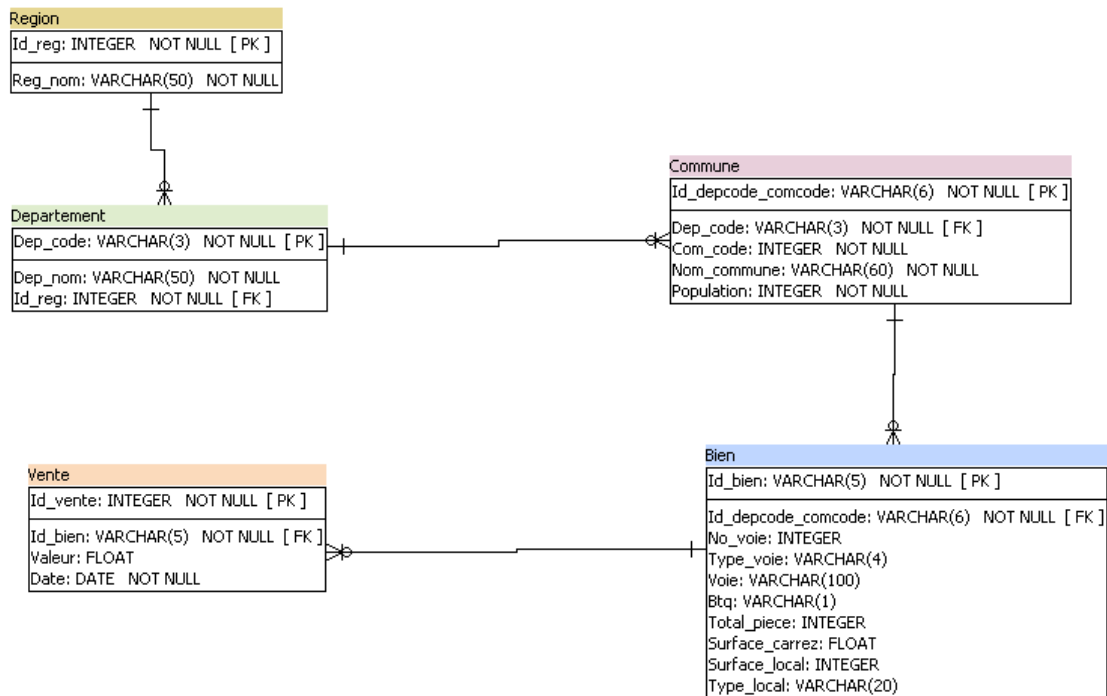 Region
Id_reg: INTEGER NOT NULL [ PK ]
Reg_nom: VARCHAR(50) NOT NULL
Departement
Dep_code: VARCHAR(3) NOT NULL [ PK ]
Dep_nom: VARCHAR(50) NOT NULL
Id_reg: INTEGER NOT NULL [ FK ]
Commune
Id_depcode_comcode: VARCHAR(6) NOT NULL [ PK ]
Dep_code: VARCHAR(3) NOT NULL [ FK ]
Com_code: INTEGER NOT NULL
Nom_commune: VARCHAR(60) NOT NULL
Population: INTEGER NOT NULL
Vente
Id_vente: INTEGER NOT NULL [ PK ]
Id_bien: VARCHAR(5) NOT NULL [ FK ]
Valeur: FLOAT
Date: DATE NOT NULL
Bien
Id_bien: VARCHAR(5) NOT NULL [ PK ]
Id_depcode_comcode: VARCHAR(6) NOT NULL [ FK ]
No_voie: INTEGER
Type_voie: VARCHAR(4)
Voie: VARCHAR(100)
Btq: VARCHAR(1)
Total_piece: INTEGER
Surface_carrez: FLOAT
Surface_local: INTEGER
Type_local: VARCHAR(20)